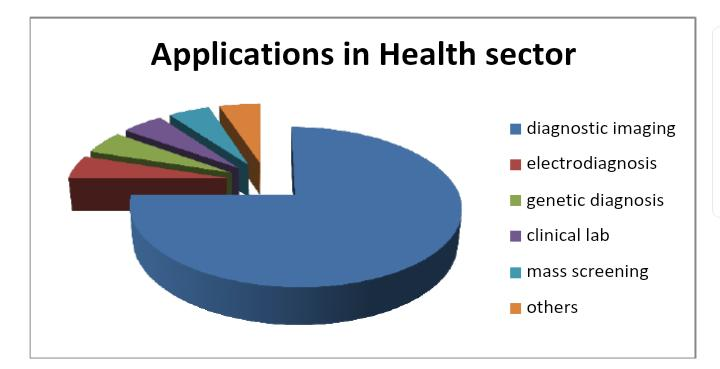 Applications in Health sector
diagnostic imaging
electrodiagnosis
genetic diagnosis
clinical lab
mass screening
others